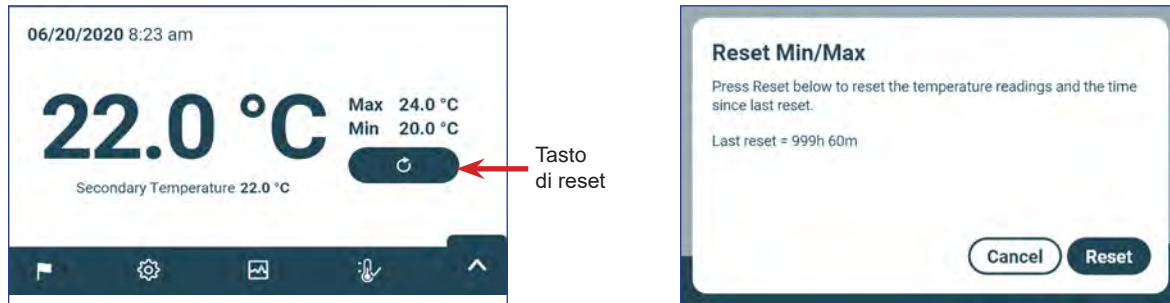 06/20/2020 8:23 am
22.0 °C
Max 24.0 °C
Min 20.0 °C
Secondary Temperature 22.0 °C
Tasto
di reset
Reset Min/Max
Press Reset below to reset the temperature readings and the time
since last reset.
Last reset = 999h 60m
Cancel Reset